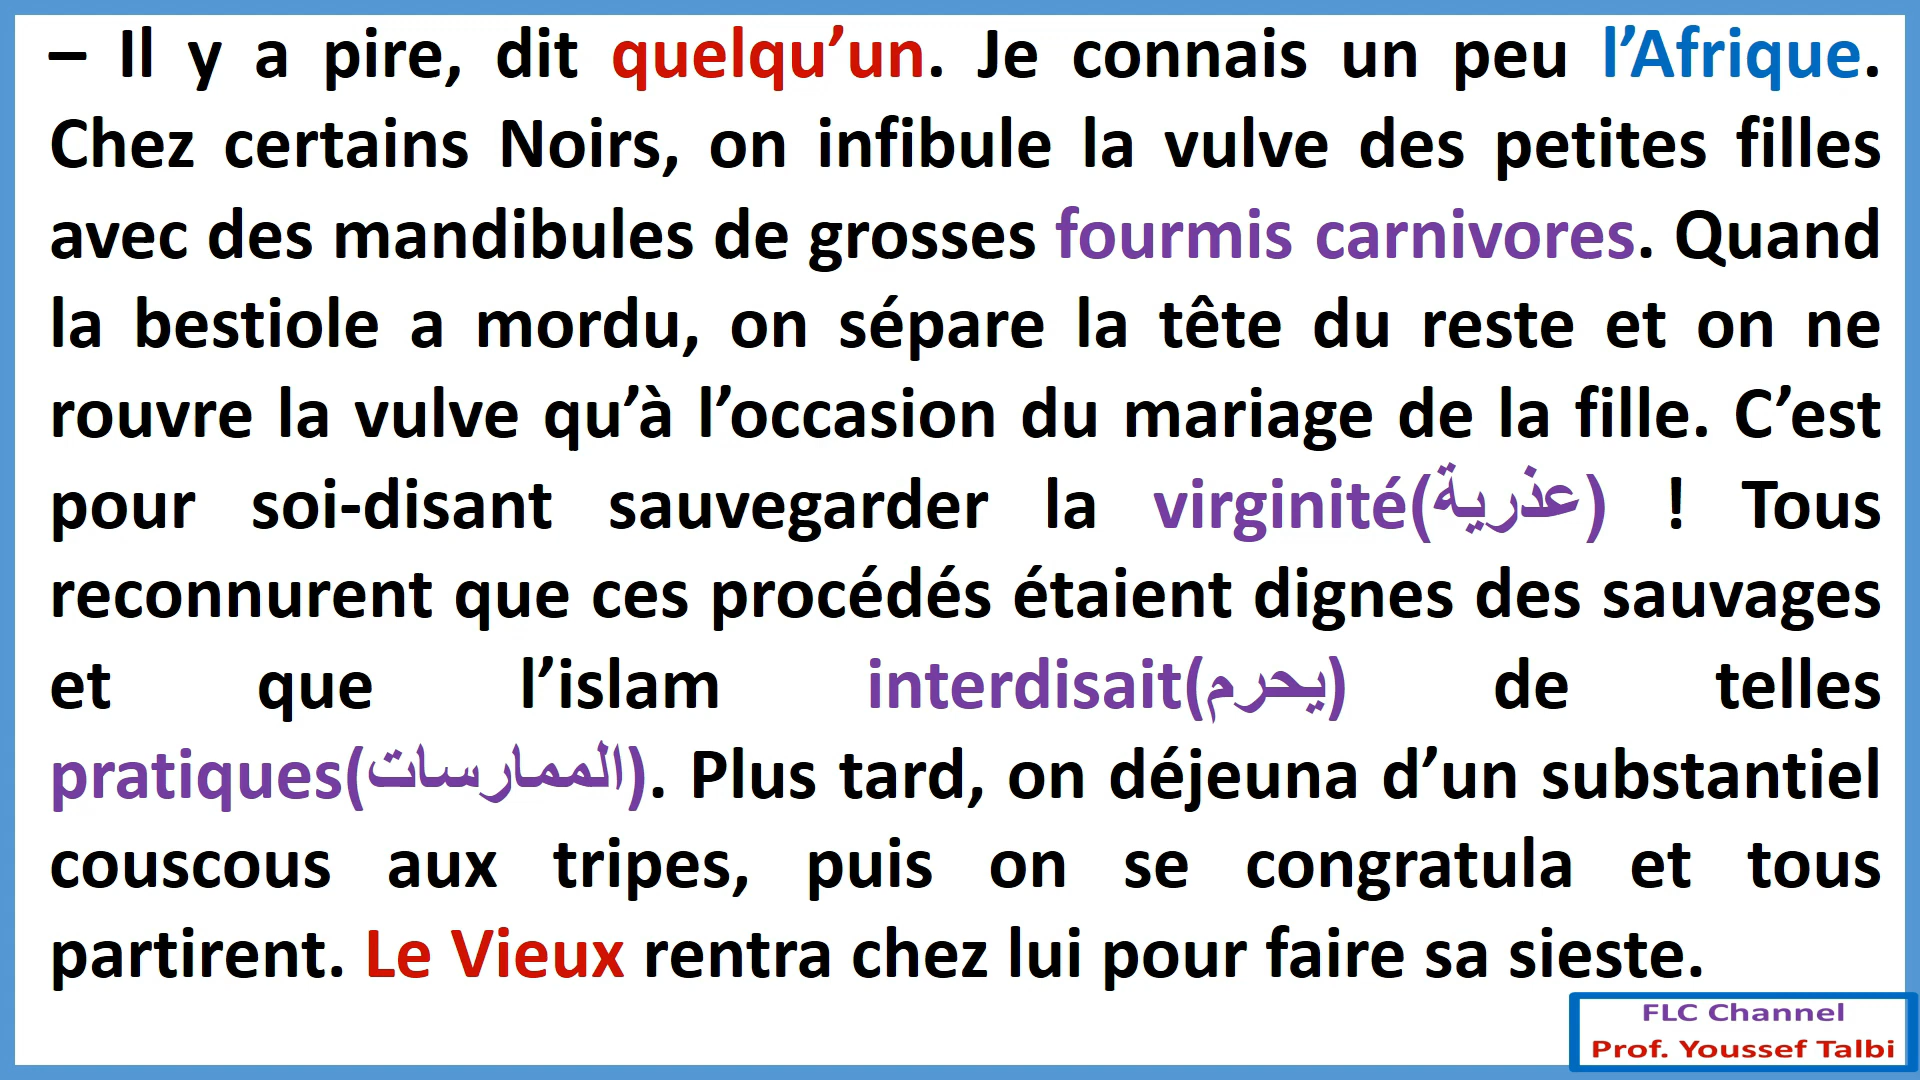 – Il y a pire, dit quelqu’un. Je connais un peu l’Afrique.
Chez certains Noirs, on infibule la vulve des petites filles
avec des mandibules de grosses fourmis carnivores. Quand
la bestiole a mordu, on sépare la tête du reste et on ne
rouvre la vulve qu’à l’occasion du mariage de la fille. C’est
pour soi-disant sauvegarder la virginité(عذرية) ! Tous
reconnurent que ces procédés étaient dignes des sauvages
et que l’islam interdisait(يحرم) de telles
pratiques(الممارسات). Plus tard, on déjeuna d’un substantiel
couscous aux tripes, puis on se congratula et tous
partirent. Le Vieux rentra chez lui pour faire sa sieste.
FLC Channel
Prof. Youssef Talbi